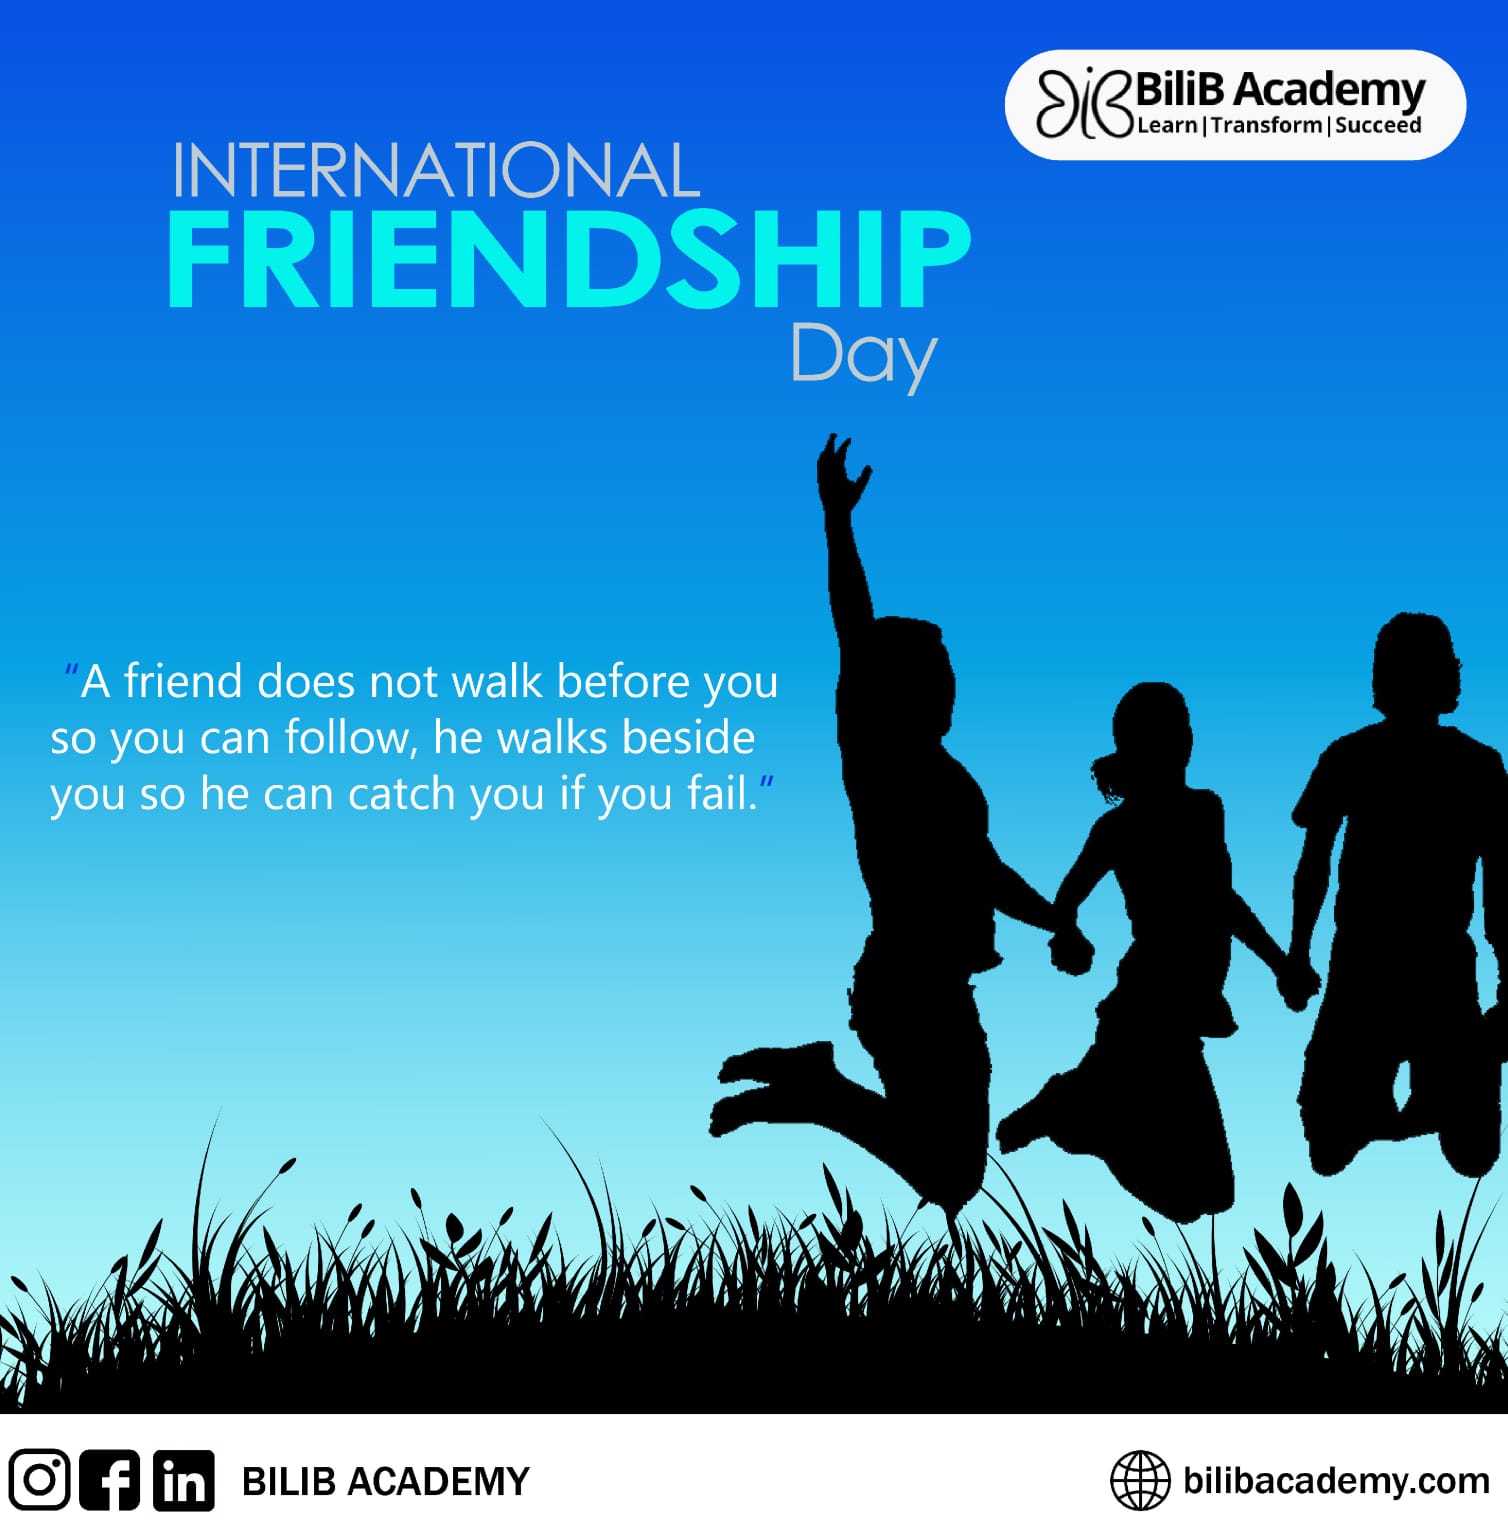 BiliB Academy
Learn|Transform|Succeed
INTERNATIONAL
FRIENDSHIP
Day
"A friend does not walk before you
so you can follow, he walks beside
you so he can catch you if you fail."
BILIB ACADEMY
bilibacademy.com